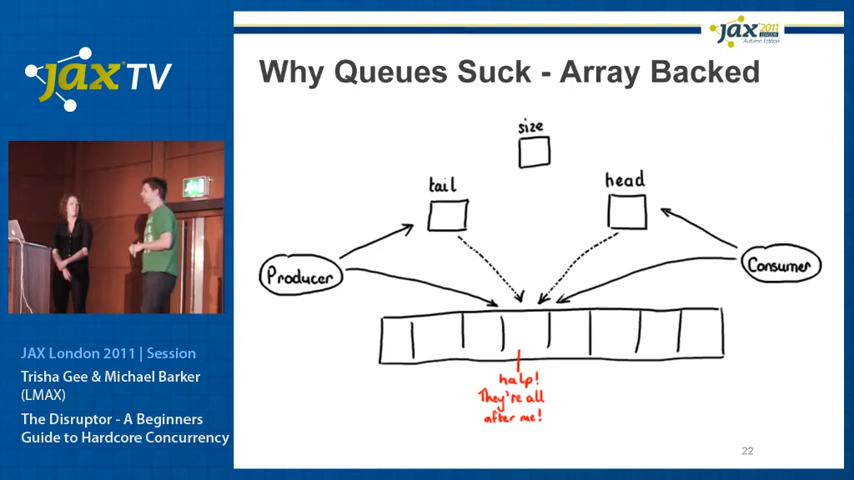 jax 2011
LONDON
Autumn Edition
jax TV
Why Queues Suck - Array Backed
size
tail
head
Producer
Consumer
halp!
They're all
after me!
JAX London 2011 | Session
Trisha Gee & Michael Barker
(LMAX)
The Disruptor - A Beginners
Guide to Hardcore Concurrency
22